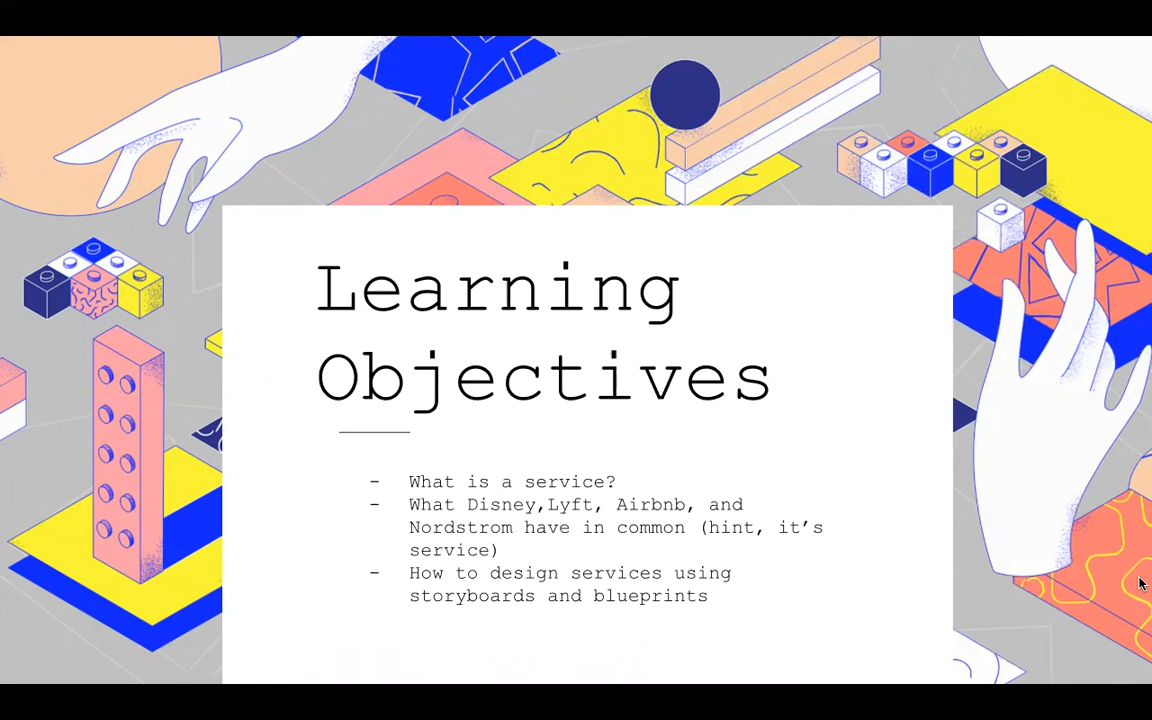 Learning
Objectives
- What is a service?
- What Disney,Lyft, Airbnb, and
Nordstrom have in common (hint, it's
service)
- How to design services using
storyboards and blueprints